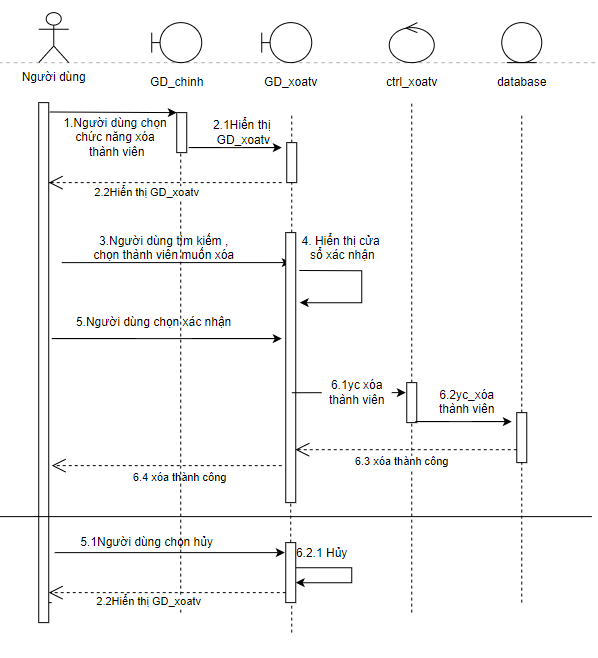 Người dùng
GD_chinh
GD_xoatv
ctrl_xoatv
database
1.Người dùng chọn
chức năng xóa
thành viên
2.1Hiển thị
GD_xoatv
2.2Hiển thị GD_xoatv
3.Người dùng tìm kiếm ,
chọn thành viên muốn xóa
4. Hiển thị cửa
sổ xác nhận
5.Người dùng chọn xác nhận
6.1yc xóa
thành viên
6.2yc_xóa
thành viên
6.3 xóa thành công
6.4 xóa thành công
5.1Người dùng chọn hủy
6.2.1 Hủy
2.2Hiển thị GD_xoatv